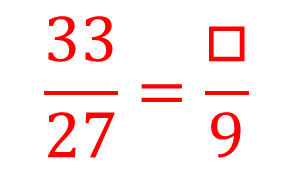 33/27 = □/9